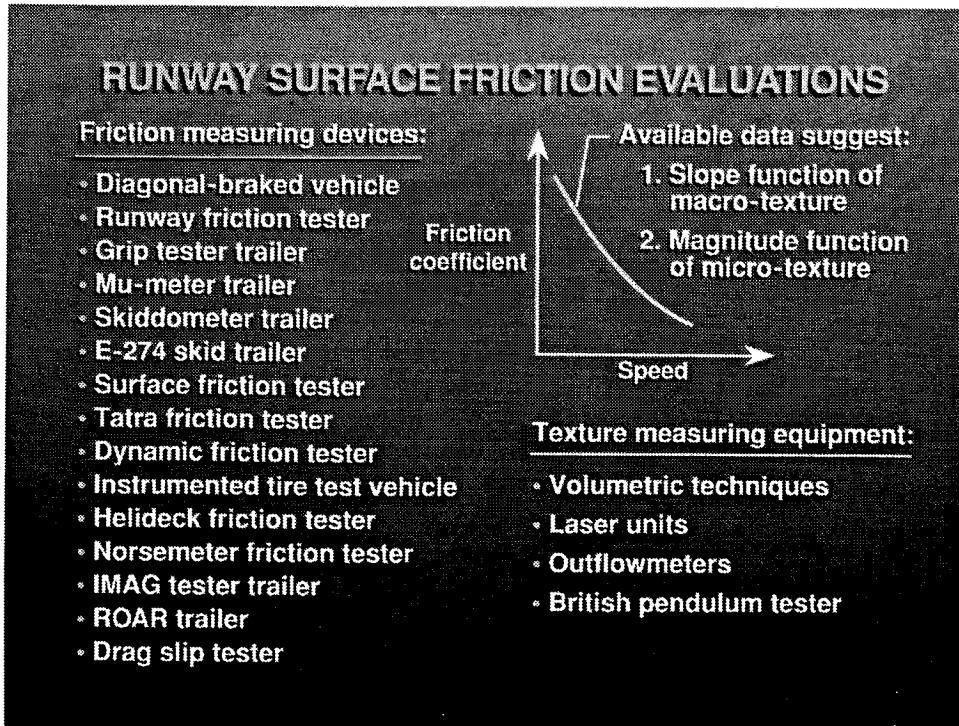 RUNWAY SURFACE FRICTION EVALUATIONS
Friction measuring devices:
• Diagonal-braked vehicle
• Runway friction tester
• Grip tester trailer
• Mu-meter trailer
• Skiddometer trailer
• E-274 skid trailer
• Surface friction tester
• Tatra friction tester
• Dynamic friction tester
• Instrumented tire test vehicle
• Helideck friction tester
• Norsemeter friction tester
• IMAG tester trailer
• ROAR trailer
• Drag slip tester
Friction
coefficient
Speed
Available data suggest:
1. Slope function of
macro-texture
2. Magnitude function
of micro-texture
Texture measuring equipment:
• Volumetric techniques
• Laser units
• Outflowmeters
• British pendulum tester